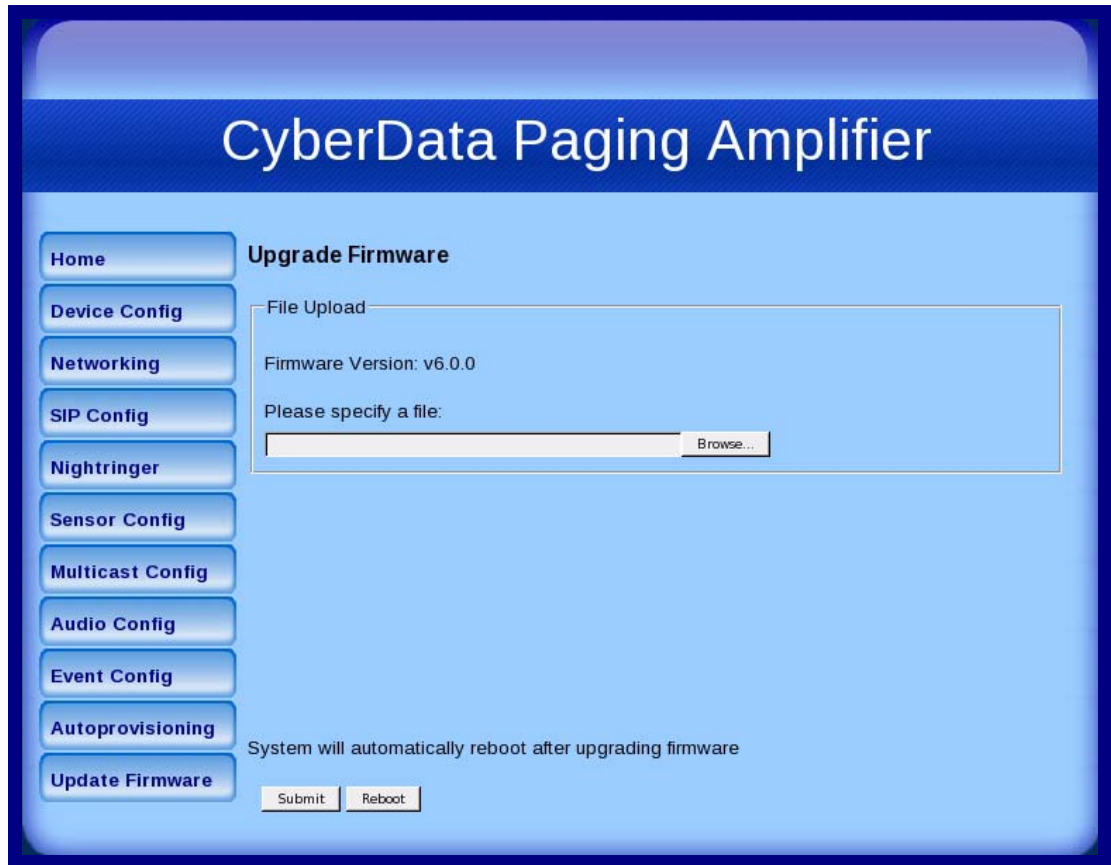 CyberData Paging Amplifier
Home
Device Config
Networking
SIP Config
Nightringer
Sensor Config
Multicast Config
Audio Config
Event Config
Autoprovisioning
Update Firmware
Upgrade Firmware
File Upload
Firmware Version: v6.0.0
Please specify a file:
Browse...
System will automatically reboot after upgrading firmware
Submit Reboot